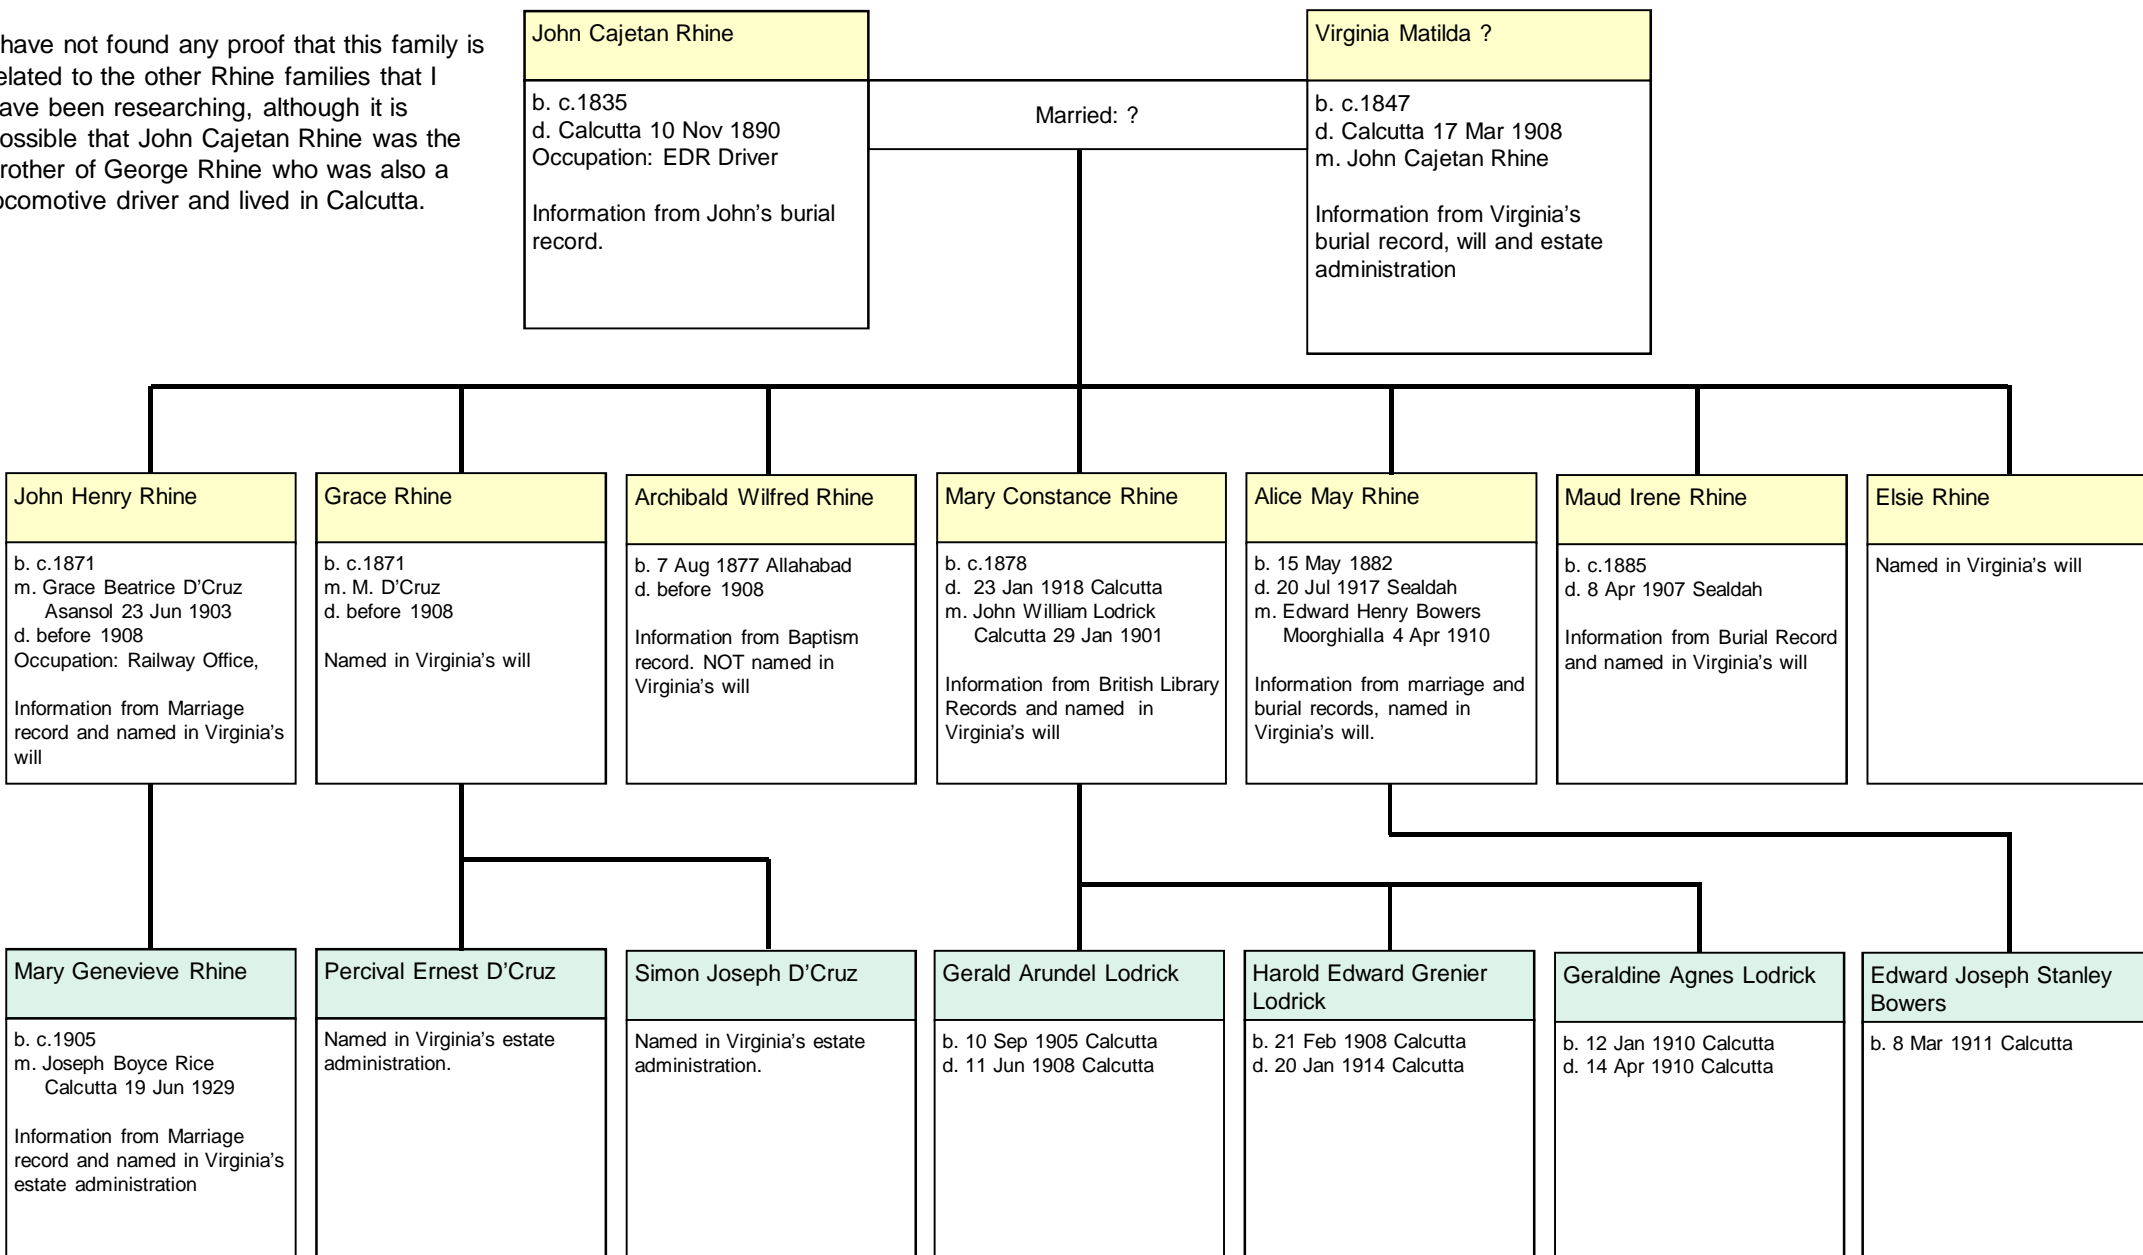 have not found any proof that this family is
elated to the other Rhine families that I
ave been researching, although it is
ossible that John Cajetan Rhine was the
rother of George Rhine who was also a
ocomotive driver and lived in Calcutta.
John Cajetan Rhine
b. c.1835
d. Calcutta 10 Nov 1890
Occupation: EDR Driver
Information from John’s burial
record.
Married: ?
Virginia Matilda ?
b. c.1847
d. Calcutta 17 Mar 1908
m. John Cajetan Rhine
Information from Virginia’s
burial record, will and estate
administration
John Henry Rhine
b. c.1871
m. Grace Beatrice D’Cruz
Asansol 23 Jun 1903
d. before 1908
Occupation: Railway Office,
Information from Marriage
record and named in Virginia’s
will
Grace Rhine
b. c.1871
m. M. D’Cruz
d. before 1908
Named in Virginia’s will
Archibald Wilfred Rhine
b. 7 Aug 1877 Allahabad
d. before 1908
Information from Baptism
record. NOT named in
Virginia’s will
Mary Constance Rhine
b. c.1878
d. 23 Jan 1918 Calcutta
m. John William Lodrick
Calcutta 29 Jan 1901
Information from British Library
Records and named in
Virginia’s will
Alice May Rhine
b. 15 May 1882
d. 20 Jul 1917 Sealdah
m. Edward Henry Bowers
Moorghialla 4 Apr 1910
Information from marriage and
burial records, named in
Virginia’s will.
Maud Irene Rhine
b. c.1885
d. 8 Apr 1907 Sealdah
Information from Burial Record
and named in Virginia’s will
Elsie Rhine
Named in Virginia’s will
Mary Genevieve Rhine
b. c.1905
m. Joseph Boyce Rice
Calcutta 19 Jun 1929
Information from Marriage
record and named in Virginia’s
estate administration
Percival Ernest D’Cruz
Named in Virginia’s estate
administration.
Simon Joseph D’Cruz
Named in Virginia’s estate
administration.
Gerald Arundel Lodrick
b. 10 Sep 1905 Calcutta
d. 11 Jun 1908 Calcutta
Harold Edward Grenier
Lodrick
b. 21 Feb 1908 Calcutta
d. 20 Jan 1914 Calcutta
Geraldine Agnes Lodrick
b. 12 Jan 1910 Calcutta
d. 14 Apr 1910 Calcutta
Edward Joseph Stanley
Bowers
b. 8 Mar 1911 Calcutta